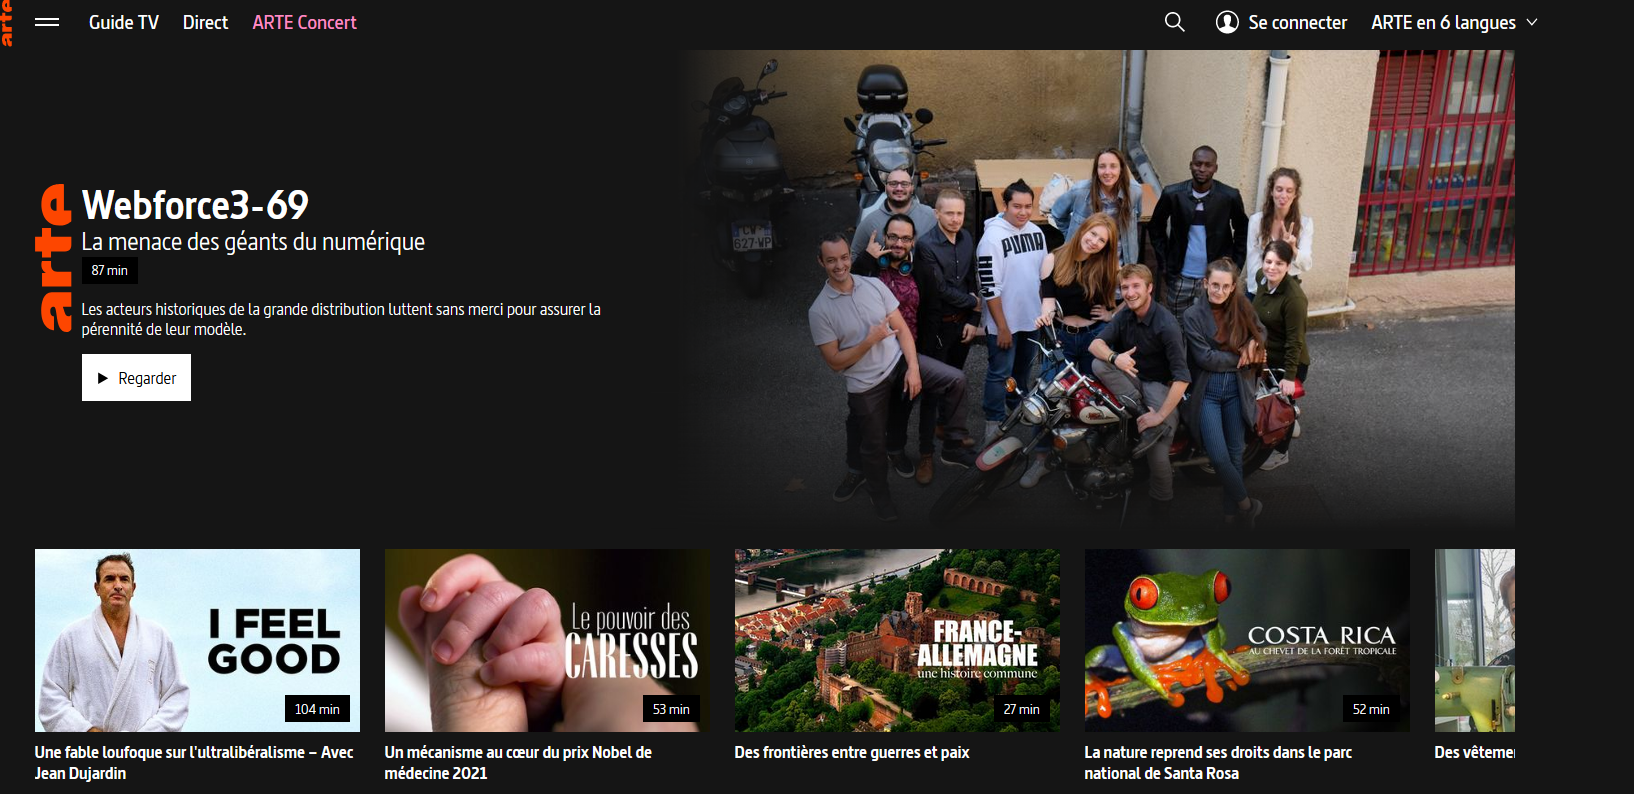 arte
Guide TV Direct ARTE Concert
Se connecter ARTE en 6 langues
arte
Webforce3-69
La menace des géants du numérique
87 min
Les acteurs historiques de la grande distribution luttent sans merci pour assurer la
pérennité de leur modèle.
Regarder
PUMA
627-WP
I FEEL
GOOD
104 min
Une fable loufoque sur l'ultralibéralisme – Avec
Jean Dujardin
Le pouvoir des
CARESSES
53 min
Un mécanisme au cœur du prix Nobel de
médecine 2021
FRANCE-
-ALLEMAGNE
une histoire commune
27 min
Des frontières entre guerres et paix
COSTA RICA
AU CHEVET DE LA FORÊT TROPICALE
52 min
La nature reprend ses droits dans le parc
national de Santa Rosa
Des vêteme